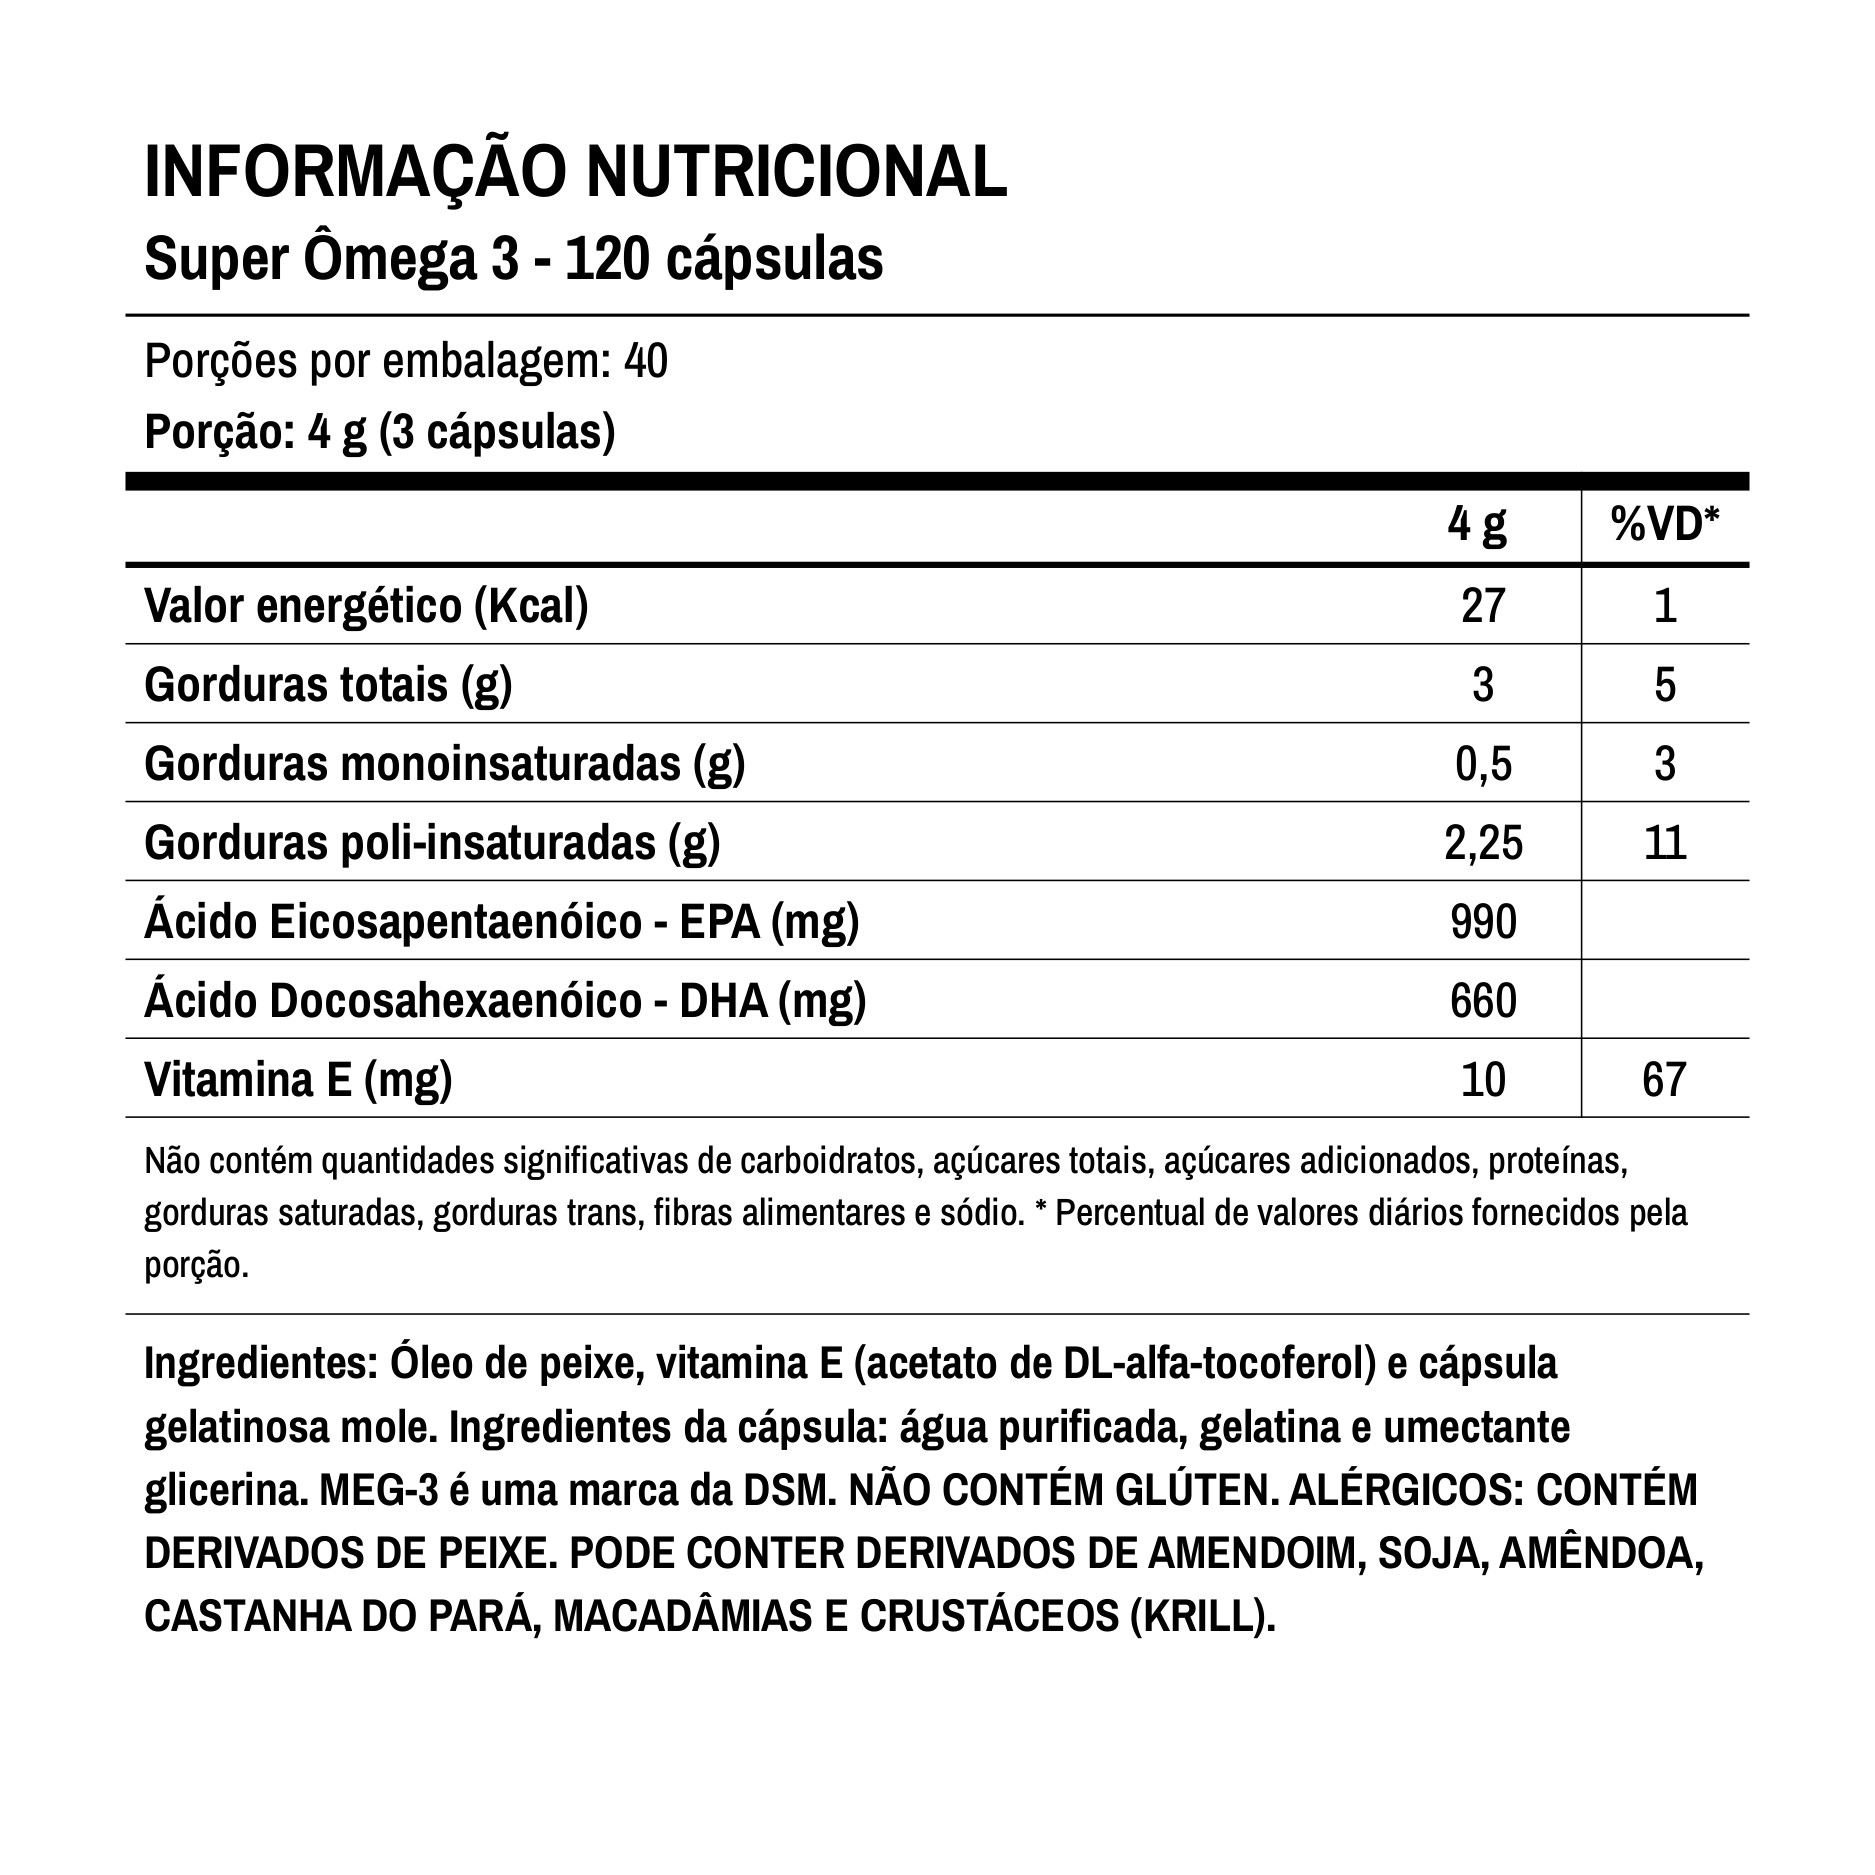 INFORMAÇÃO NUTRICIONAL
Super Ômega 3 - 120 cápsulas
Porções por embalagem: 40
Porção: 4 g (3 cápsulas)
4 g %VD*
Valor energético (Kcal) 27 1
Gorduras totais (g) 3 5
Gorduras monoinsaturadas (g) 0,5 3
Gorduras poli-insaturadas (g) 2,25 11
Ácido Eicosapentaenóico - EPA (mg) 990
Ácido Docosahexaenóico - DHA (mg) 660
Vitamina E (mg) 10 67
Não contém quantidades significativas de carboidratos, açúcares totais, açúcares adicionados, proteínas,
gorduras saturadas, gorduras trans, fibras alimentares e sódio. * Percentual de valores diários fornecidos pela
porção.
Ingredientes: Óleo de peixe, vitamina E (acetato de DL-alfa-tocoferol) e cápsula
gelatinosa mole. Ingredientes da cápsula: água purificada, gelatina e umectante
glicerina. MEG-3 é uma marca da DSM. NÃO CONTÉM GLÚTEN. ALÉRGICOS: CONTÉM
DERIVADOS DE PEIXE. PODE CONTER DERIVADOS DE AMENDOIM, SOJA, AMÊNDOA,
CASTANHA DO PARÁ, MACADÂMIAS E CRUSTÁCEOS (KRILL).